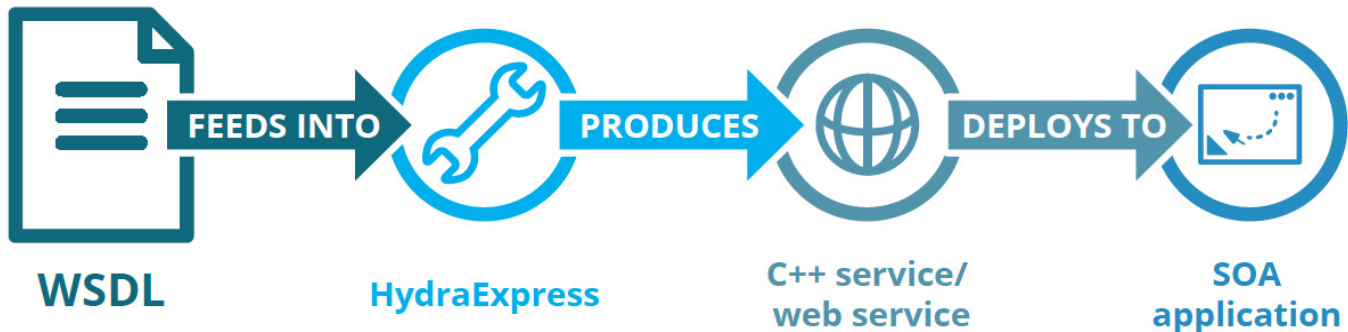 FEEDS INTO
PRODUCES
DEPLOYS TO
WSDL
HydraExpress
C++ service/
web service
SOA
application